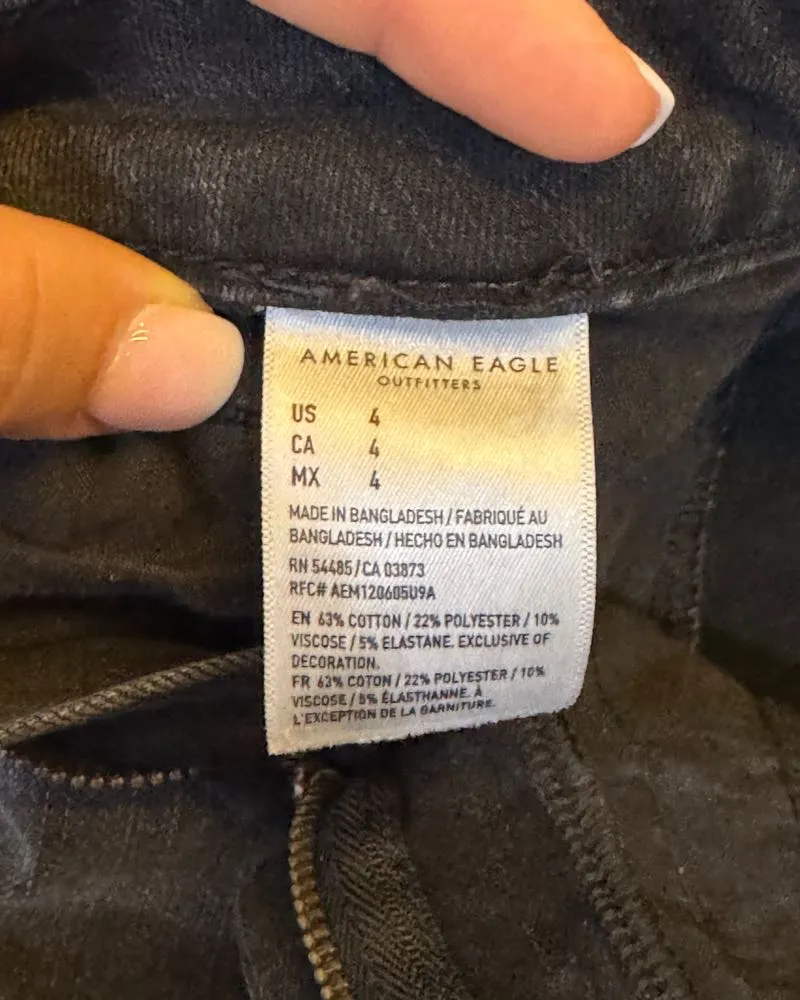 AMERICAN EAGLE
OUTFITTERS
US 4
CA 4
MX 4
MADE IN BANGLADESH / FABRIQUÉ AU
BANGLADESH / HECHO EN BANGLADESH
RN 54485 / CA 03873
RFC# AEM120605U9A
EN 63% COTTON / 22% POLYESTER / 10%
VISCOSE / 5% ELASTANE. EXCLUSIVE OF
DECORATION.
FR 63% COTON / 22% POLYESTER / 10%
VISCOSE / 5% ÉLASTHANNE. À
L'EXCEPTION DE LA GARNITURE.